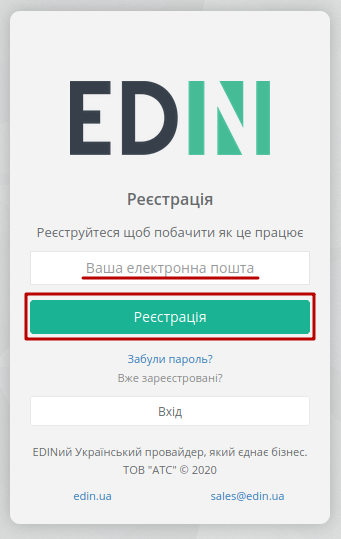 EDIN
Реєстрація
Реєструйтеся щоб побачити як це працює
Ваша електронна пошта
Реєстрація
Забули пароль?
Вже зареєстровані?
Вхід
EDINий Український провайдер, який єднає бізнес.
ТОВ "АТС" © 2020
edin.ua sales@edin.ua